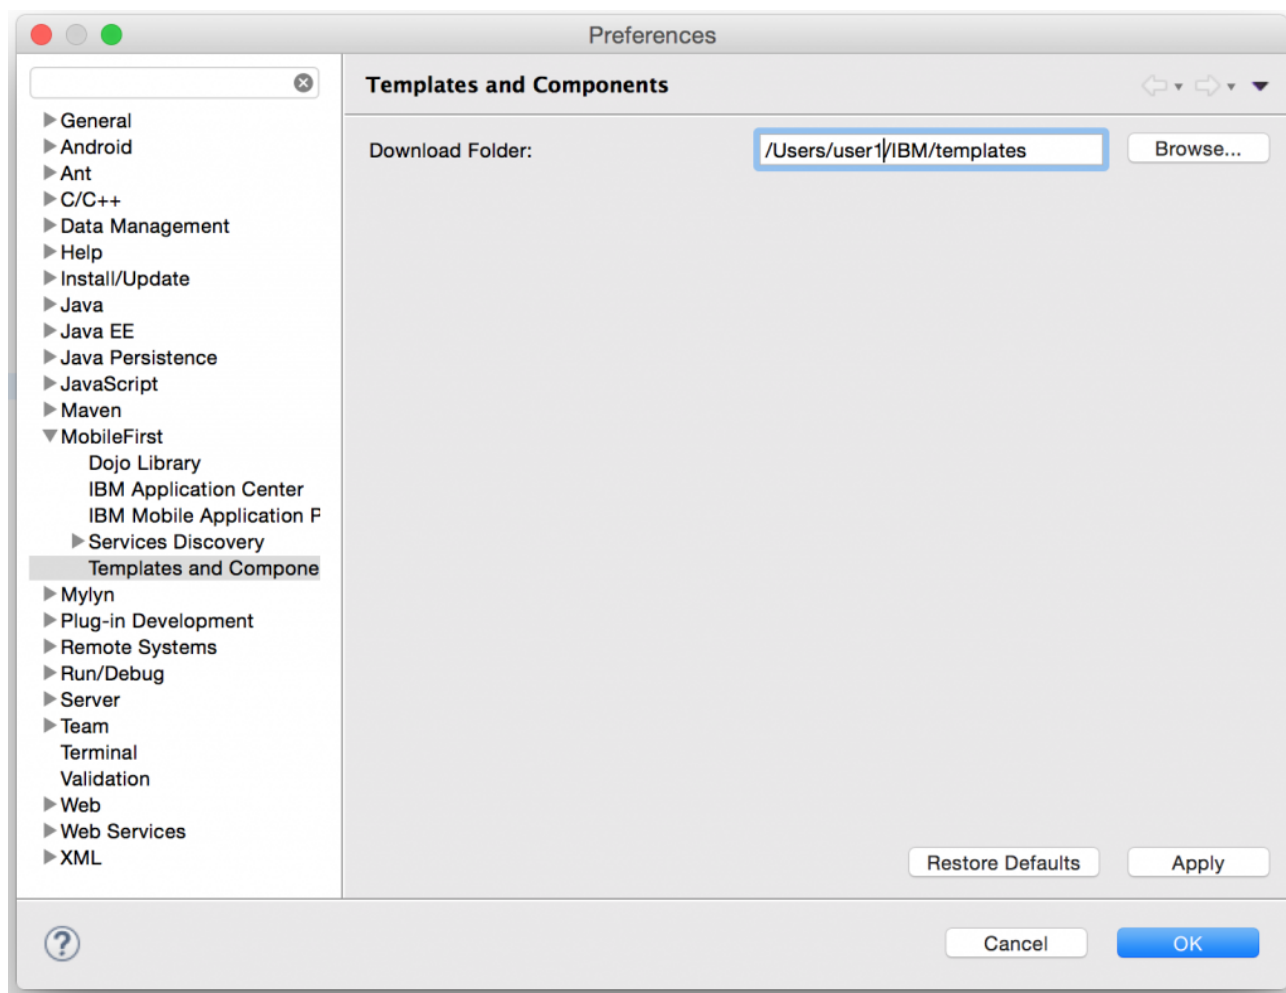 Preferences
General
Android
Ant
C/C++
Data Management
Help
Install/Update
Java
Java EE
Java Persistence
JavaScript
Maven
MobileFirst
Dojo Library
IBM Application Center
IBM Mobile Application P
Services Discovery
Templates and Compone
Mylyn
Plug-in Development
Remote Systems
Run/Debug
Server
Team
Terminal
Validation
Web
Web Services
XML
Templates and Components
Download Folder: /Users/user1/IBM/templates Browse...
Restore Defaults Apply
? Cancel OK